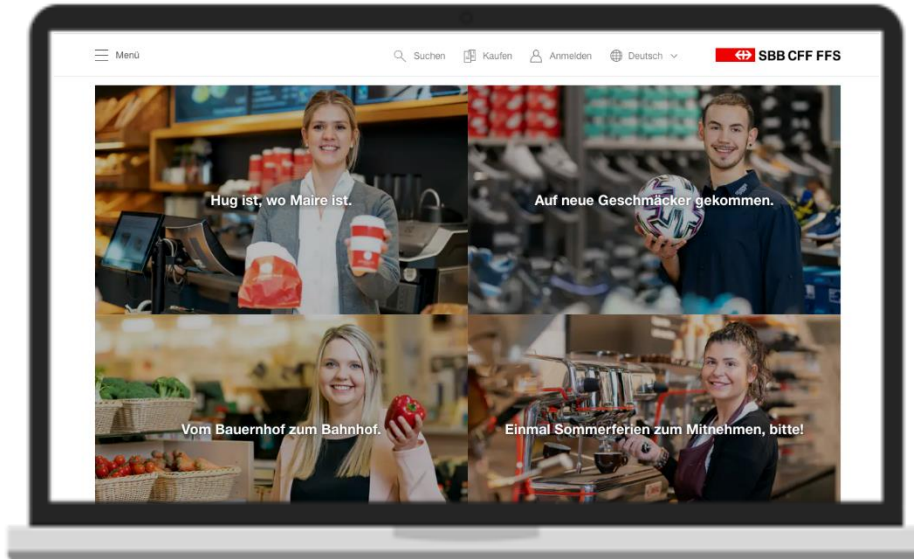 Menü
Suchen
Kaufen
Anmelden
Deutsch
SBB CFF FFS
Hug ist, wo Maire ist.
Auf neue Geschmäcker gekommen.
Vom Bauernhof zum Bahnhof.
Einmal Sommerferien zum Mitnehmen, bitte!